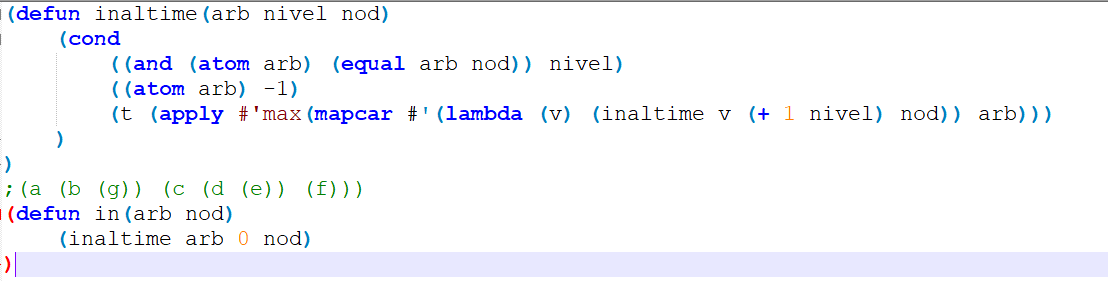 (defun inaltime(arb nivel nod)
    (cond
        ((and (atom arb) (equal arb nod)) nivel)
        ((atom arb) -1)
        (t (apply #'max(mapcar #'(lambda (v) (inaltime v (+ 1 nivel) nod)) arb)))
    )
)
;(a (b (g)) (c (d (e)) (f)))
(defun in(arb nod)
    (inaltime arb 0 nod)
)